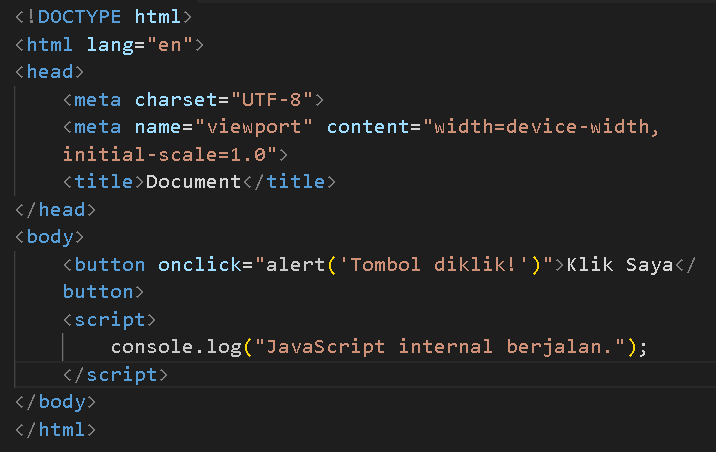 <!DOCTYPE html>
<html lang="en">
<head>
    <meta charset="UTF-8">
    <meta name="viewport" content="width=device-width,
    initial-scale=1.0">
    <title>Document</title>
</head>
<body>
    <button onclick="alert('Tombol diklik!')">Klik Saya</
    button>
    <script>
        console.log("JavaScript internal berjalan.");
    </script>
</body>
</html>